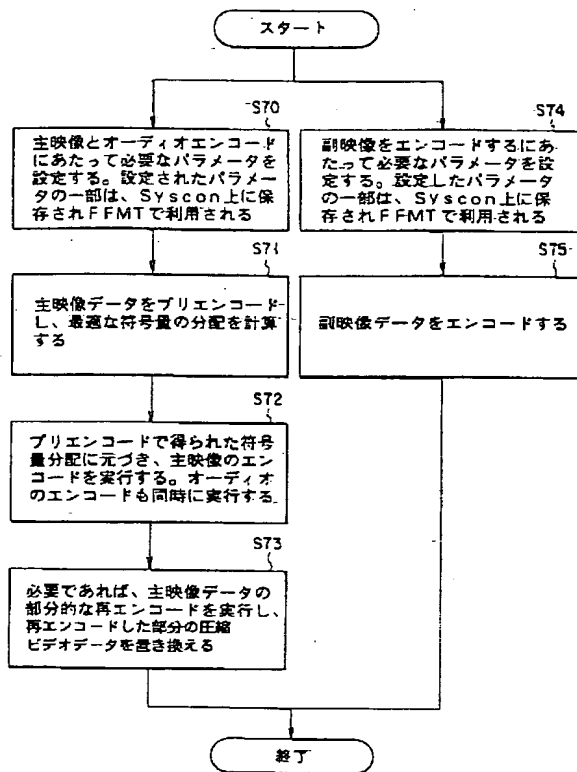 スタート
S70
主映像とオーディオエンコード
にあたって必要なパラメータを
設定する。設定されたパラメー
タの一部は、Syscon上に保
存されFFMTで利用される
S74
副映像をエンコードするにあ
たって必要なパラメータを設
定する。設定したパラメータ
の一部は、Syscon上に保
存されFFMTで利用される
S71
主映像データをプリエンコード
し、最適な符号量の分配を計算
する
S75
副映像データをエンコードする
S72
プリエンコードで得られた符号
量分配に元づき、主映像のエン
コードを実行する。オーディオ
のエンコードも同時に実行する
S73
必要であれば、主映像データの
部分的な再エンコードを実行し、
再エンコードした部分の圧縮
ビデオデータを置き換える
終了